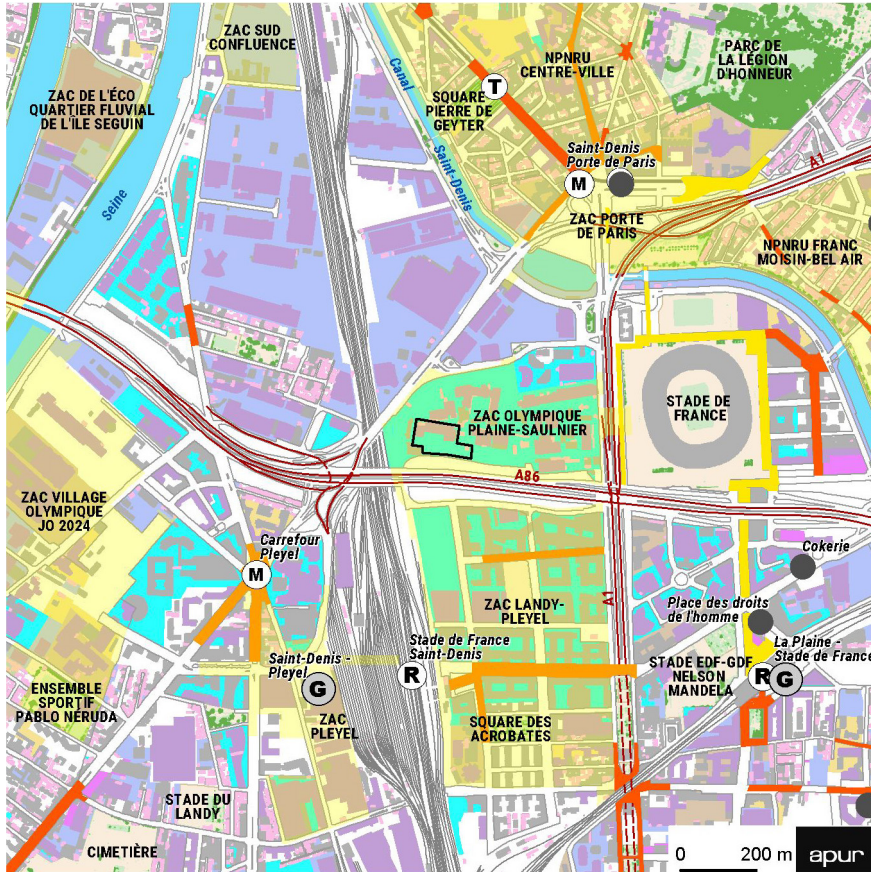 ZAC SUD
CONFLUENCE
NPNRU
CENTRE-VILLE
PARC DE
LA LÉGION
D'HONNEUR
ZAC DE L'ÉCO
QUARTIER FLUVIAL
DE L'ÎLE SEGUIN
Canal
Saint-Denis
T
SQUARE
PIERRE DE
GEYTER
Saint-Denis
Porte de Paris
M
A1
Seine
ZAC PORTE
DE PARIS
NPNRU FRANC
MOISIN-BEL AIR
STADE DE
FRANCE
ZAC OLYMPIQUE
PLAINE-SAULNIER
A86
ZAC VILLAGE
OLYMPIQUE
JO 2024
Carrefour
Pleyel
M
Cokerie
A1
ZAC LANDY-
PLEYEL
Place des droits
de l'homme
Saint-Denis -
Pleyel
G
Stade de France
Saint-Denis
R
La Plaine -
Stade de France
R
G
STADE EDF-GDF
NELSON
MANDELA
ENSEMBLE
SPORTIF
PABLO NÉRUDA
ZAC
PLEYEL
SQUARE DES
ACROBATES
STADE DU
LANDY
CIMETIÈRE
0 200 m
apur